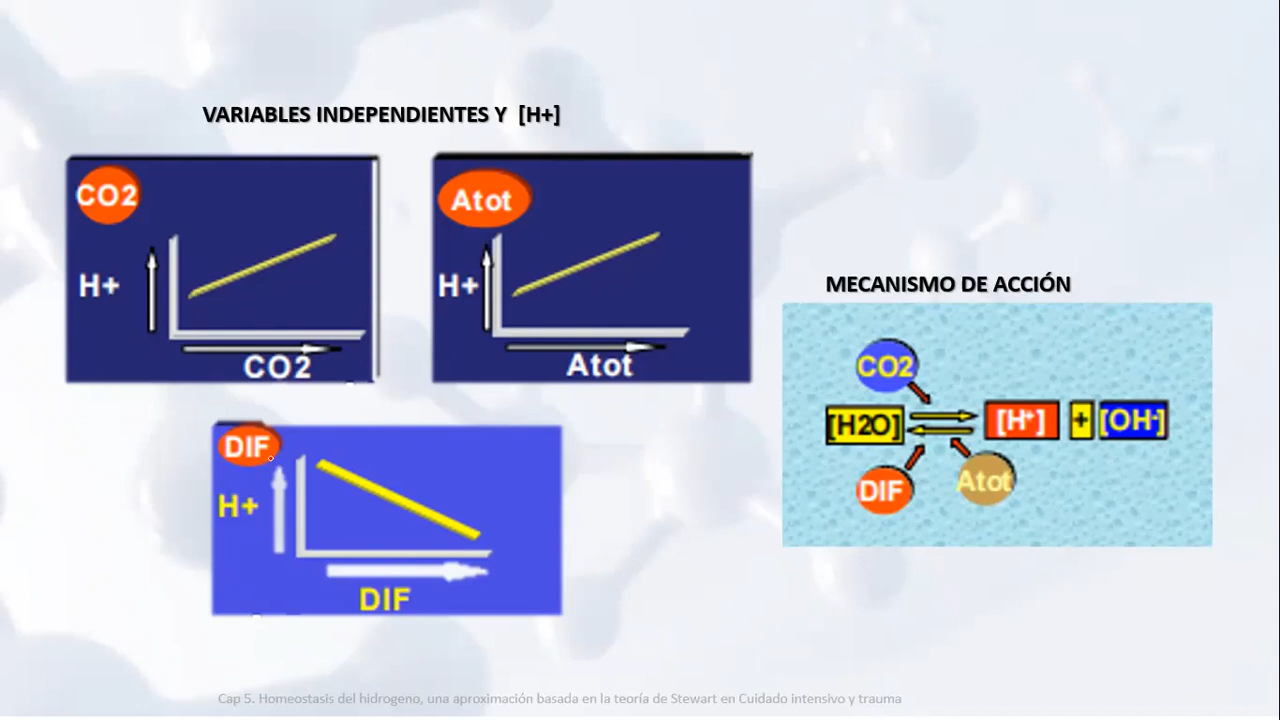 VARIABLES INDEPENDIENTES Y [H+]
CO2
H+
CO2
Atot
H+
Atot
DIF
H+
DIF
MECANISMO DE ACCIÓN
CO2
[H2O] [H+] + [OH-]
DIF
Atot
Cap 5. Homeostasis del hidrogeno, una aproximación basada en la teoría de Stewart en Cuidado intensivo y trauma